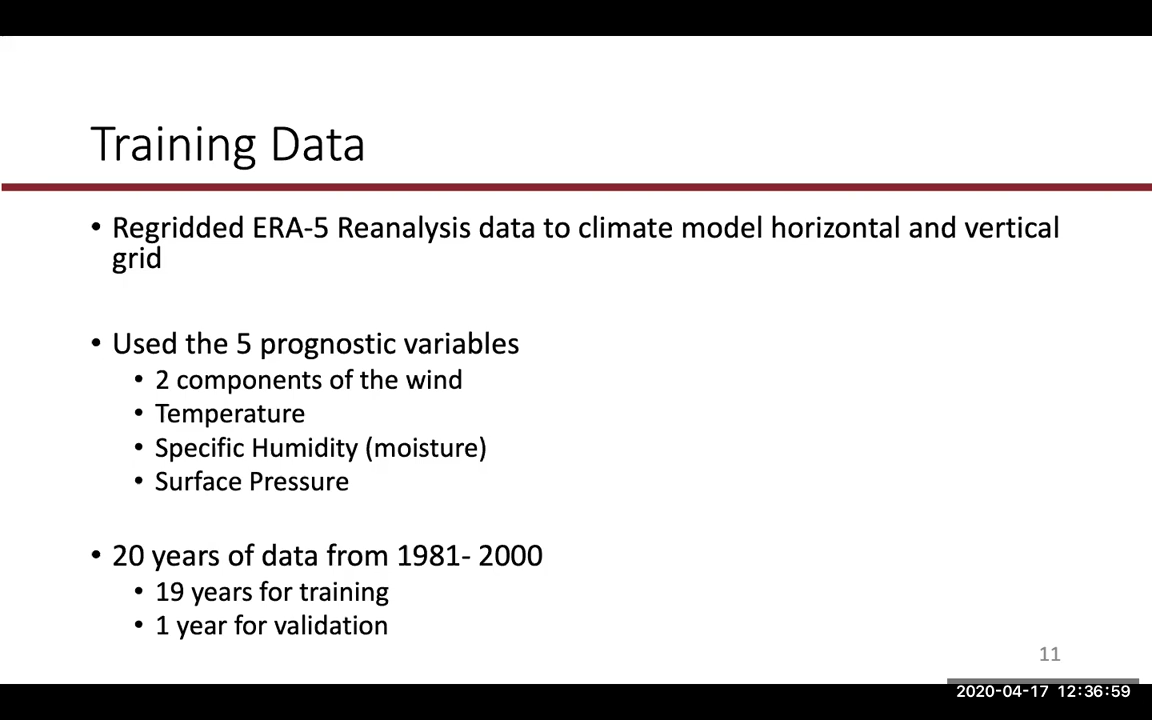 Training Data
• Regridded ERA-5 Reanalysis data to climate model horizontal and vertical
grid
• Used the 5 prognostic variables
• 2 components of the wind
• Temperature
• Specific Humidity (moisture)
• Surface Pressure
• 20 years of data from 1981- 2000
• 19 years for training
• 1 year for validation
11
2020-04-17 12:36:59